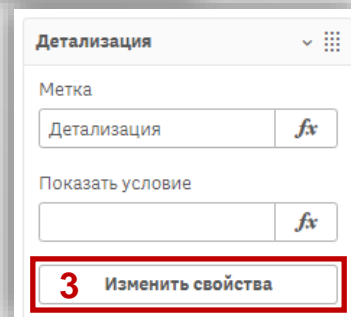 Детализация
Метка
Детализация fx
Показать условие
fx
3 Изменить свойства